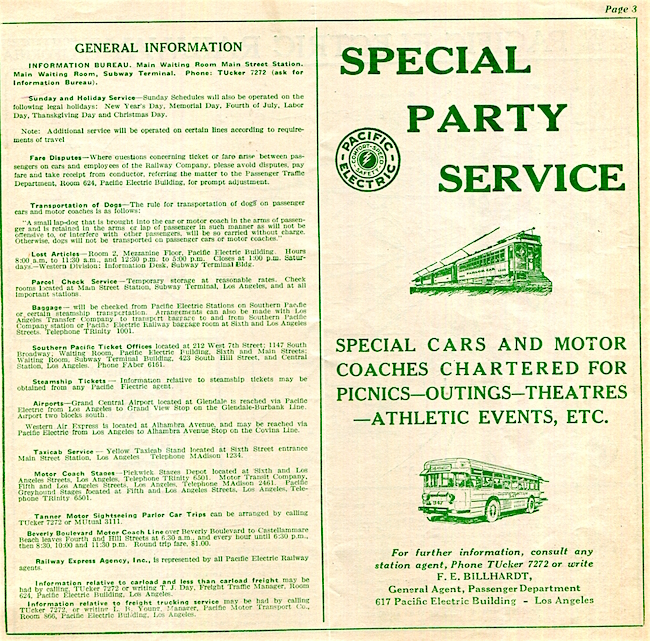 Page 3
GENERAL INFORMATION
INFORMATION BUREAU. Main Waiting Room Main Street Station.
Main Waiting Room, Subway Terminal. Phone: TUcker 7272 (ask for
Information Bureau).
Sunday and Holiday Service—Sunday Schedules will also be operated on the
following legal holidays: New Year's Day, Memorial Day, Fourth of July, Labor
Day, Thanskgiving Day and Christmas Day.
Note: Additional service will be operated on certain lines according to require-
ments of travel
Fare Disputes—Where questions concerning ticket or fare arise between pas-
sengers on cars and employees of the Railway Company, please avoid disputes, pay
fare and take receipt from conductor, referring the matter to the Passenger Traffic
Department, Room 624, Pacific Electric Building, for prompt adjustment.
Transportation of Dogs—The rule for transportation of dogs on passenger
cars and motor coaches is as follows:
"A small lap-dog that is brought into the car or motor coach in the arms of passen-
ger and is retained in the arms or lap of passenger in such manner as will not be
offensive to, or interfere with other passengers, will be so carried without charge.
Otherwise, dogs will not be transported on passenger cars or motor coaches."
Lost Articles—Room 2, Mezzanine Floor, Pacific Electric Building. Hours
8:00 a.m. to 11:30 a.m., and 12:30 p.m. to 5:00 p.m. Closes at 1:00 p.m. Satur-
days.—Western Division: Information Desk, Subway Terminal Bldg.
Parcel Check Service—Temporary storage at reasonable rates. Check
rooms located at Main Street Station, Subway Terminal, Los Angeles, and at all
important stations.
Baggage— will be checked from Pacific Electric Stations on Southern Pacific
or certain steamship transportation. Arrangements can also be made with Los
Angeles Transfer Company to transport baggage to and from Southern Pacific
Company station or Pacific Electric Railway baggage room at Sixth and Los Angeles
Streets. Telephone TRinity 1001.
Southern Pacific Ticket Offices located at 212 West 7th Street; 1147 South
Broadway; Waiting Room, Pacific Electric Building, Sixth and Main Streets;
Waiting Room, Subway Terminal Building, 423 South Hill Street, and Central
Station, Los Angeles. Phone FAber 6161.
Steamship Tickets — Information relative to steamship tickets may be
obtained from any Pacific Electric agent.
Airports—Grand Central Airport located at Glendale is reached via Pacific
Electric from Los Angeles to Grand View Stop on the Glendale-Burbank Line.
Airport two blocks south.
Western Air Express is located at Alhambra Avenue, and may be reached via
Pacific Electric from Los Angeles to Alhambra Avenue Stop on the Covina Line.
Taxicab Service — Yellow Taxicab Stand located at Sixth Street entrance
Main Street Station, Los Angeles. Telephone MAdison 1234.
Motor Coach Stages—Pickwick Stages Depot located at Sixth and Los
Angeles Streets, Los Angeles, Telephone TRinity 6501. Motor Transit Company,
Fifth and Los Angeles Streets, Los Angeles, Telephone MAdison 2461. Pacific
Greyhound Stages located at Fifth and Los Angeles Streets, Los Angeles, Tele-
phone TRinity 6501.
Tanner Motor Sightseeing Parlor Car Trips can be arranged by calling
TUcker 7272 or MUtual 3111.
Beverly Boulevard Motor Coach Line over Beverly Boulevard to Castellammare
Beach leaves Fourth and Hill Streets at 6:30 a.m., and every hour until 6:30 p.m.,
then 8:30, 10:00 and 11:30 p.m. Round trip fare, $1.00.
Railway Express Agency, Inc., is represented by all Pacific Electric Railway
agents.
Information relative to carload and less than carload freight may be
had by calling, TUcker 7272 or writing T. J. Day, Freight Traffic Manager, Room
624, Pacific Electric Building, Los Angeles.
Information relative to freight trucking service may be had by calling
TUcker 7272, or writing L. B. Young, Manager, Pacific Motor Transport Co.,
Room 866, Pacific Electric Building, Los Angeles.
SPECIAL
PARTY
SERVICE
PACIFIC
COMFORT-SPEED
SAFETY
ELECTRIC
PARLOR CAR
SPECIAL CARS AND MOTOR
COACHES CHARTERED FOR
PICNICS—OUTINGS—THEATRES
—ATHLETIC EVENTS, ETC.
For further information, consult any
station agent, Phone TUcker 7272 or write
F. E. BILLHARDT,
General Agent, Passenger Department
617 Pacific Electric Building - Los Angeles